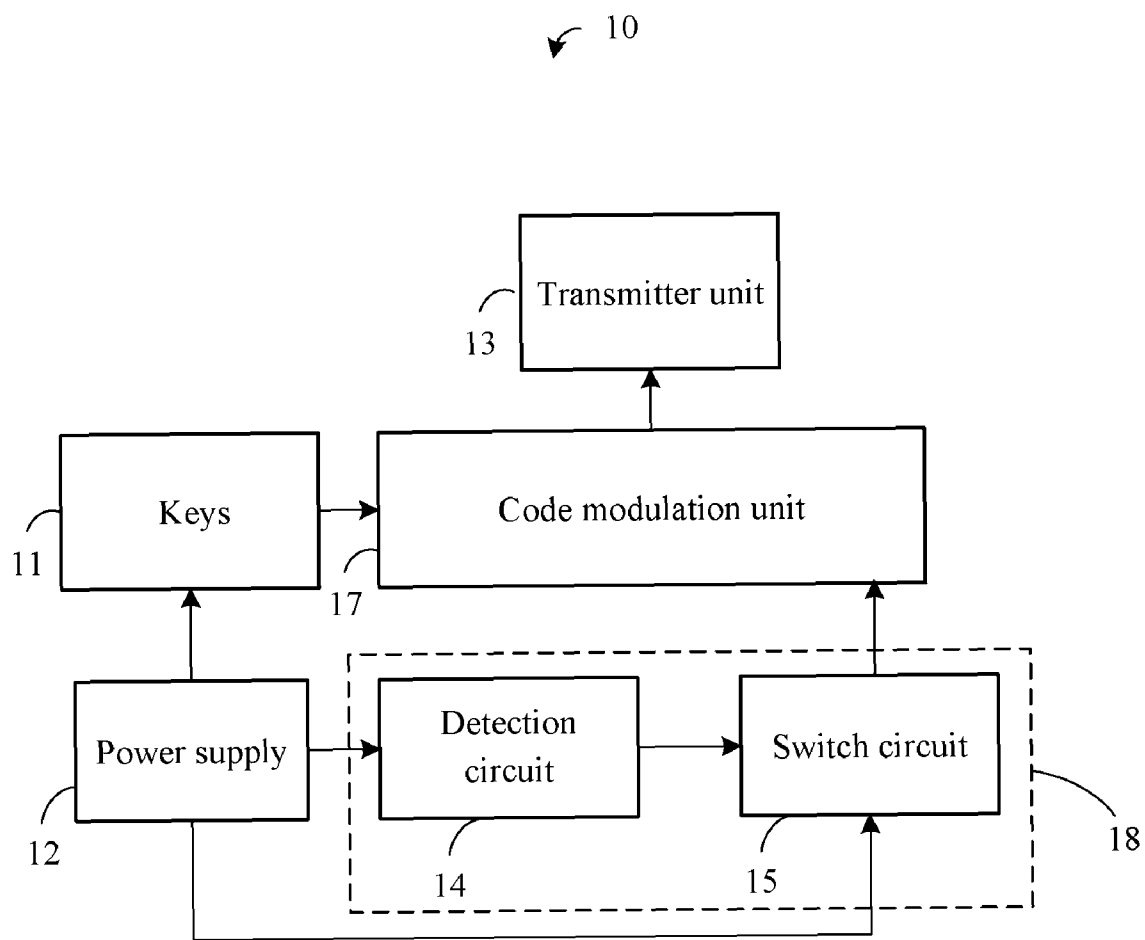 10
Transmitter unit
13
Keys
11
Code modulation unit
17
Power supply
12
Detection
circuit
14
Switch circuit
15
18